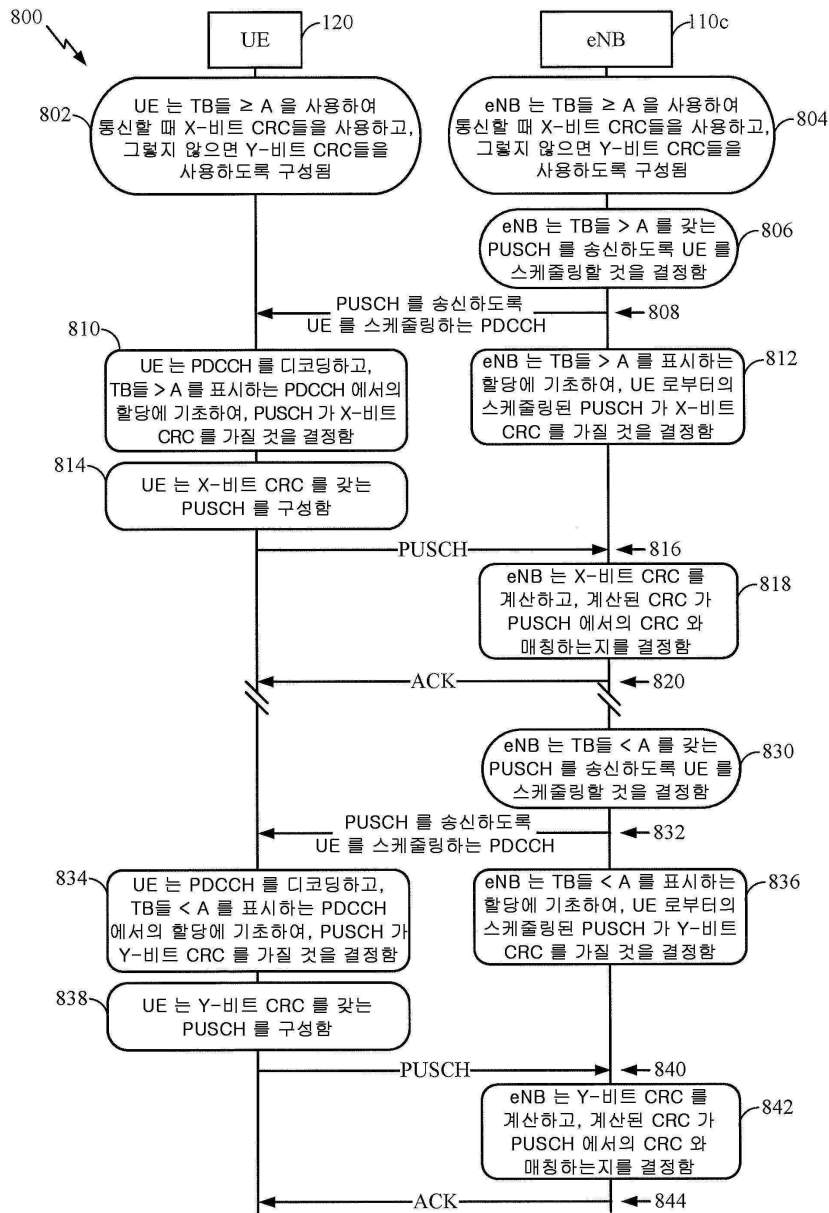 800
UE
120
eNB
110c
802
UE 는 TB들 ≥ A 을 사용하여
통신할 때 X-비트 CRC들을 사용하고,
그렇지 않으면 Y-비트 CRC들을
사용하도록 구성됨
eNB 는 TB들 ≥ A 을 사용하여
통신할 때 X-비트 CRC들을 사용하고,
그렇지 않으면 Y-비트 CRC들을
사용하도록 구성됨
804
eNB 는 TB들 > A 를 갖는
PUSCH 를 송신하도록 UE 를
스케줄링할 것을 결정함
806
PUSCH 를 송신하도록
UE 를 스케줄링하는 PDCCH
808
810
UE 는 PDCCH 를 디코딩하고,
TB들 > A 를 표시하는 PDCCH 에서의
할당에 기초하여, PUSCH 가 X-비트
CRC 를 가질 것을 결정함
eNB 는 TB들 > A 를 표시하는
할당에 기초하여, UE 로부터의
스케줄링된 PUSCH 가 X-비트
CRC 를 가질 것을 결정함
812
814
UE 는 X-비트 CRC 를 갖는
PUSCH 를 구성함
PUSCH
816
eNB 는 X-비트 CRC 를
계산하고, 계산된 CRC 가
PUSCH 에서의 CRC 와
매칭하는지를 결정함
818
ACK
820
eNB 는 TB들 < A 를 갖는
PUSCH 를 송신하도록 UE 를
스케줄링할 것을 결정함
830
PUSCH 를 송신하도록
UE 를 스케줄링하는 PDCCH
832
834
UE 는 PDCCH 를 디코딩하고,
TB들 < A 를 표시하는 PDCCH
에서의 할당에 기초하여, PUSCH 가
Y-비트 CRC 를 가질 것을 결정함
eNB 는 TB들 < A 를 표시하는
할당에 기초하여, UE 로부터의
스케줄링된 PUSCH 가 Y-비트
CRC 를 가질 것을 결정함
836
838
UE 는 Y-비트 CRC 를 갖는
PUSCH 를 구성함
PUSCH
840
eNB 는 Y-비트 CRC 를
계산하고, 계산된 CRC 가
PUSCH 에서의 CRC 와
매칭하는지를 결정함
842
ACK
844